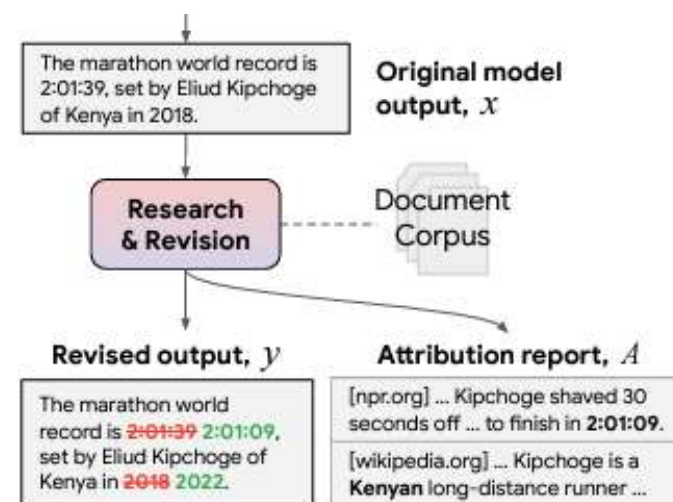 The marathon world record is
2:01:39, set by Eliud Kipchoge
of Kenya in 2018.
Original model
output, x
Research
& Revision
Document
Corpus
Revised output, y
The marathon world
record is 2:01:39 2:01:09,
set by Eliud Kipchoge of
Kenya in 2018 2022.
Attribution report, A
[npr.org] ... Kipchoge shaved 30
seconds off ... to finish in 2:01:09.
[wikipedia.org] ... Kipchoge is a
Kenyan long-distance runner ...